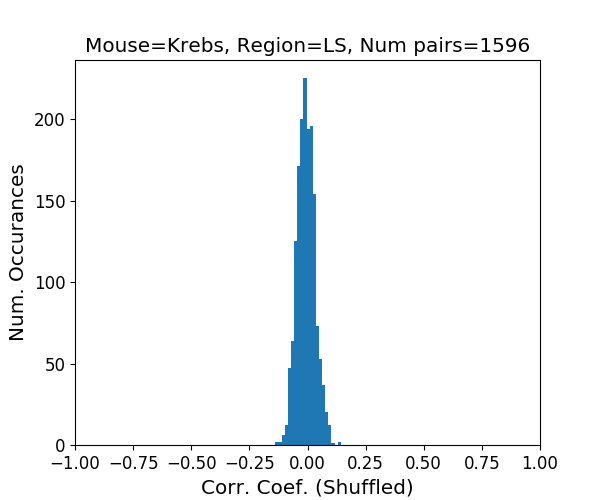 Mouse=Krebs, Region=LS, Num pairs=1596
Num. Occurances
200
150
100
50
0
−1.00 −0.75 −0.50 −0.25 0.00 0.25 0.50 0.75 1.00
Corr. Coef. (Shuffled)